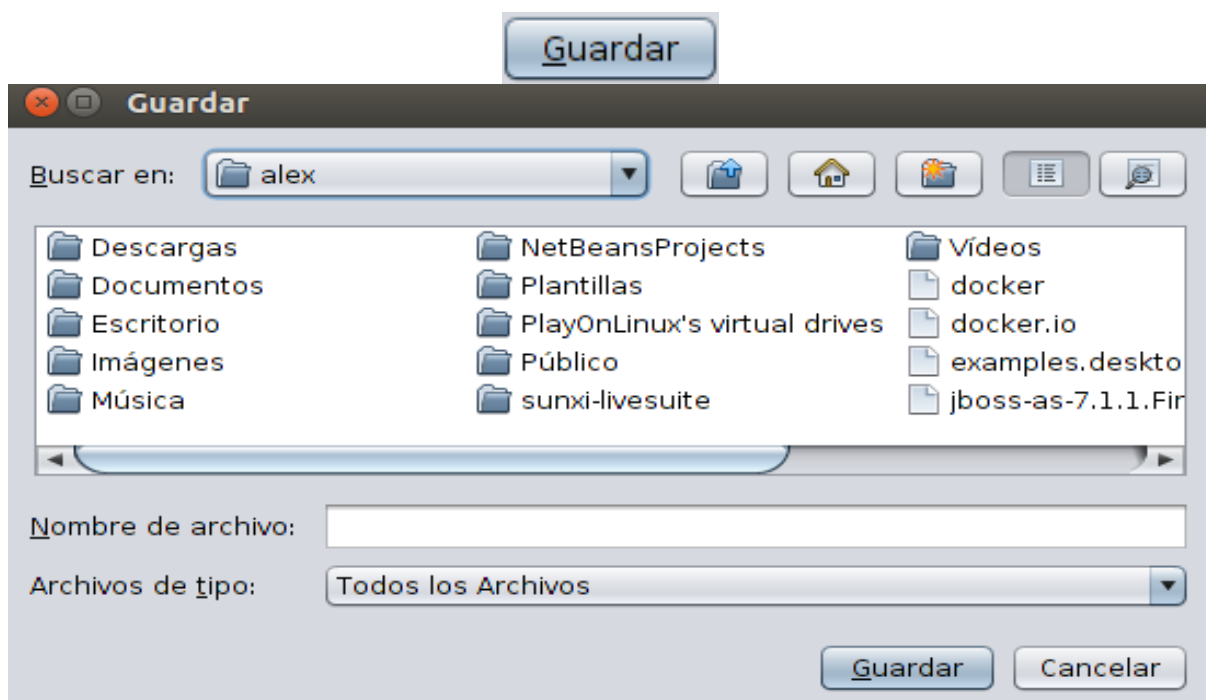 Guardar
Guardar
Buscar en: alex
Descargas NetBeansProjects Vídeos
Documentos Plantillas docker
Escritorio PlayOnLinux's virtual drives docker.io
Imágenes Público examples.deskto
Música sunxi-livesuite jboss-as-7.1.1.Fir
Nombre de archivo:
Archivos de tipo: Todos los Archivos
Guardar Cancelar